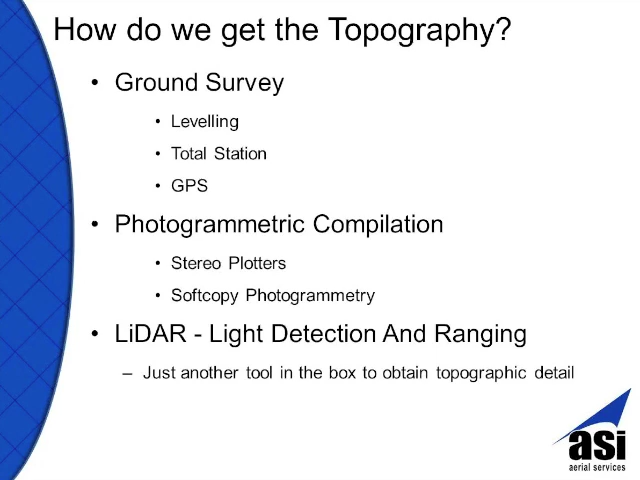 How do we get the Topography?
• Ground Survey
• Levelling
• Total Station
• GPS
• Photogrammetric Compilation
• Stereo Plotters
• Softcopy Photogrammetry
• LiDAR - Light Detection And Ranging
– Just another tool in the box to obtain topographic detail
asi
aerial services